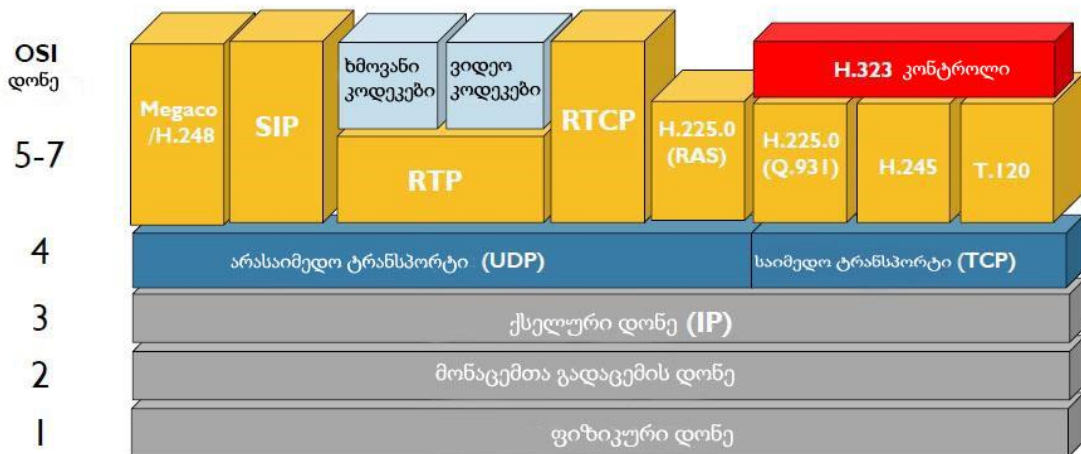 OSI
დონე
5-7
4
3
2
1
Megaco
/H.248
SIP
ხმოვანი
კოდეკები
ვიდეო
კოდეკები
RTP
RTCP
H.225.0
(RAS)
H.323 კონტროლი
H.225.0
(Q.931)
H.245
T.120
არასაიმედო ტრანსპორტი (UDP)
საიმედო ტრანსპორტი (TCP)
ქსელური დონე (IP)
მონაცემთა გადაცემის დონე
ფიზიკური დონე